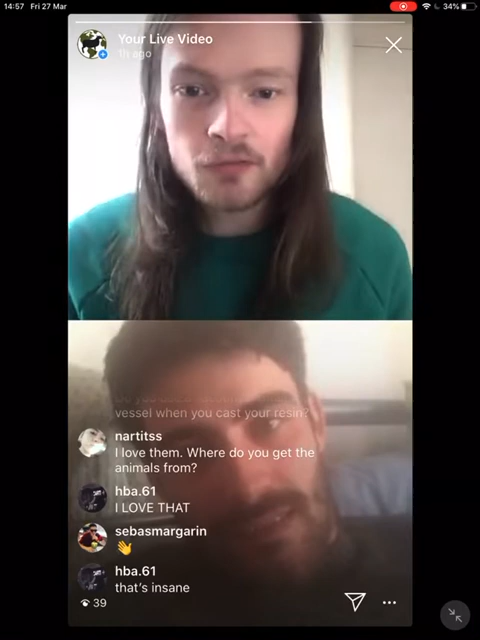 14:57 Fri 27 Mar
34%
Your Live Video
1h ago
vessel when you cast your resin?
nartitss
I love them. Where do you get the
animals from?
hba.61
I LOVE THAT
sebasmargarin
👋
hba.61
that's insane
39